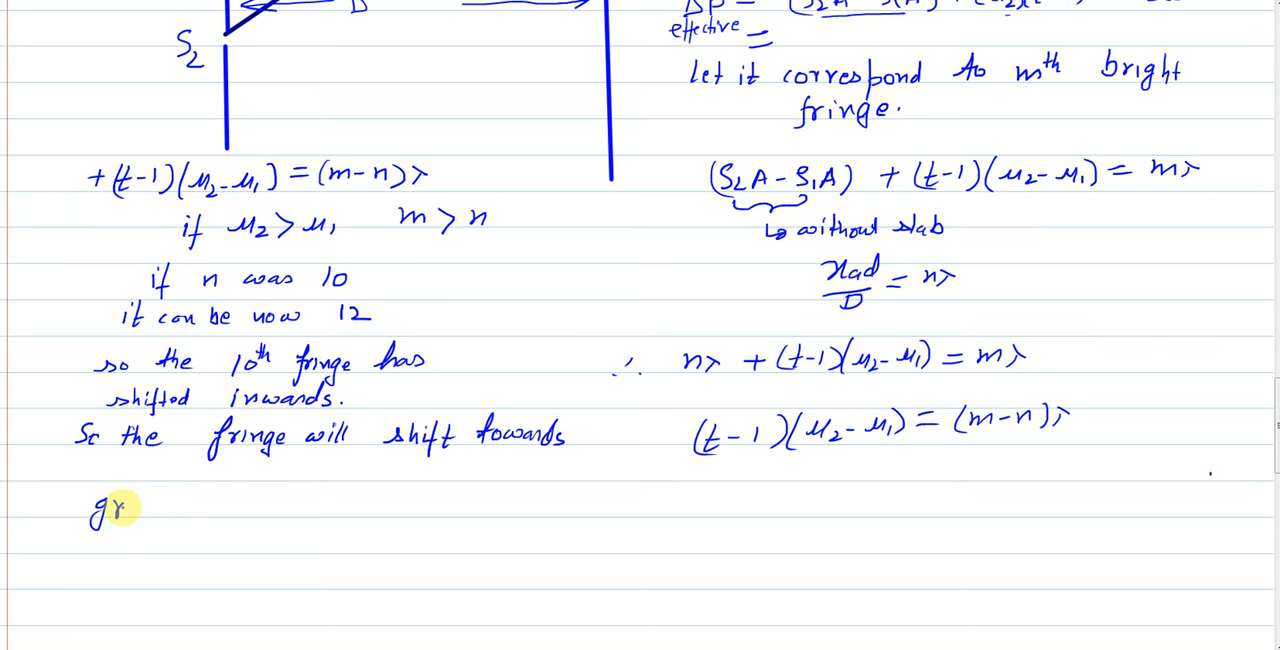 D
S₂
effective =
Let it correspond to mth bright
fringe.
+(t-1)(μ₂-μ₁) = (m-n)λ
if μ₂ > μ₁ m > n
if n was 10
it can be now 12
so the 10th fringe has
shifted inwards.
So the fringe will shift towards
gr
(S₂A - S₁A) + (t-1)(μ₂-μ₁) = mλ
↳ without slab
xad/D = nλ
∴ nλ + (t-1)(μ₂-μ₁) = mλ
(t-1)(μ₂-μ₁) = (m-n)λ